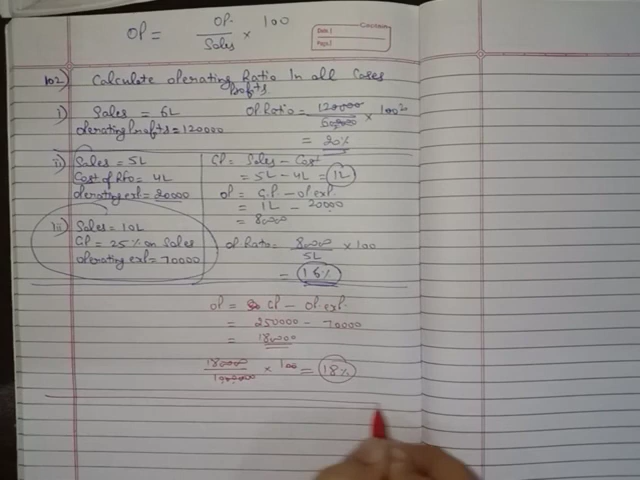 OP = OP. / Sales × 100
Date /
Page /
102) Calculate Operating Ratio In all Cases
Profits
i) Sales = 6L
Operating Profits = 120000
OP Ratio = 120000 / 600000 × 100
= 20%
ii) Sales = 5L
Cost of RFO = 4L
Operating exp = 20000
GP = Sales - Cost
= 5L - 4L = 1L
OP = G.P - Op exp.
= 1L - 20000
= 80000
OP Ratio = 80000 / 5L × 100
= 16%
iii) Sales = 10L
GP = 25% on Sales
Operating exp = 70000
OP = GP - Op. exp.
= 250000 - 70000
= 180000
180000 / 1000000 × 100 = 18%